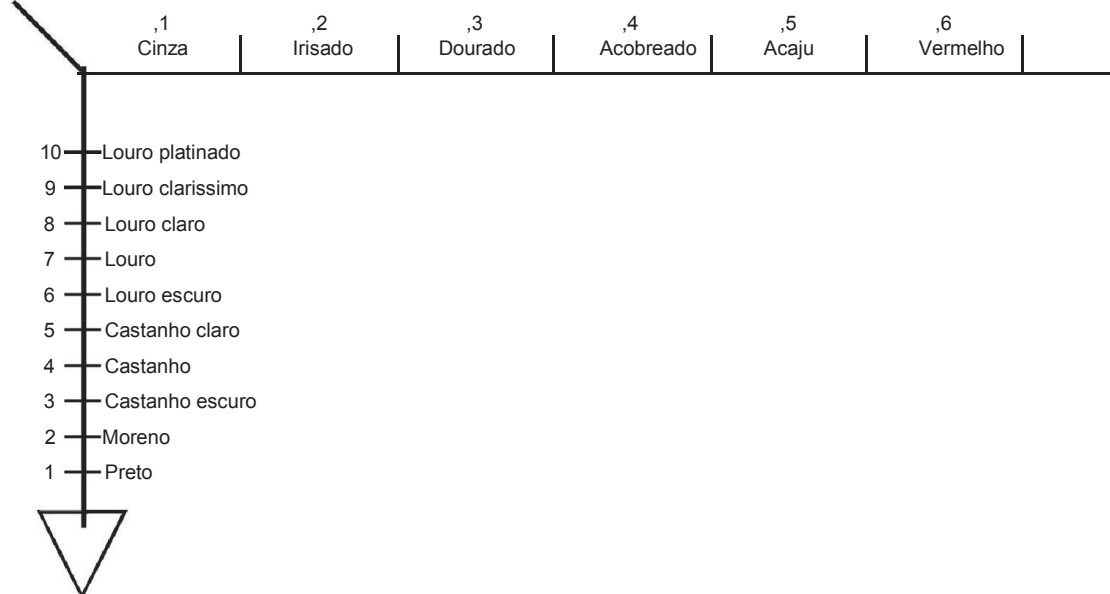 ,1 ,2 ,3 ,4 ,5 ,6
Cinza Irisado Dourado Acobreado Acaju Vermelho
10 Louro platinado
9 Louro clarissimo
8 Louro claro
7 Louro
6 Louro escuro
5 Castanho claro
4 Castanho
3 Castanho escuro
2 Moreno
1 Preto